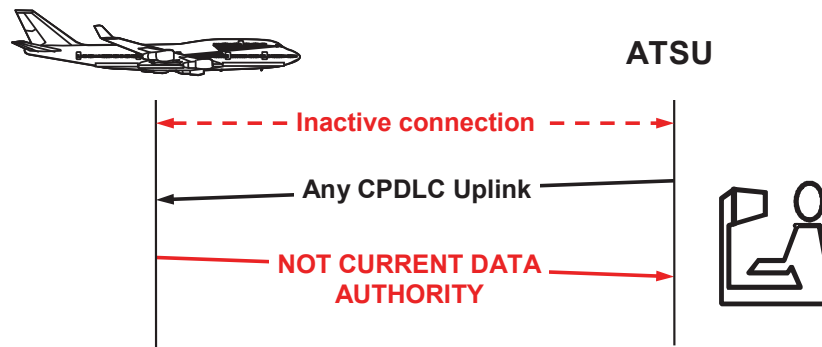 ATSU
Inactive connection
Any CPDLC Uplink
NOT CURRENT DATA
AUTHORITY